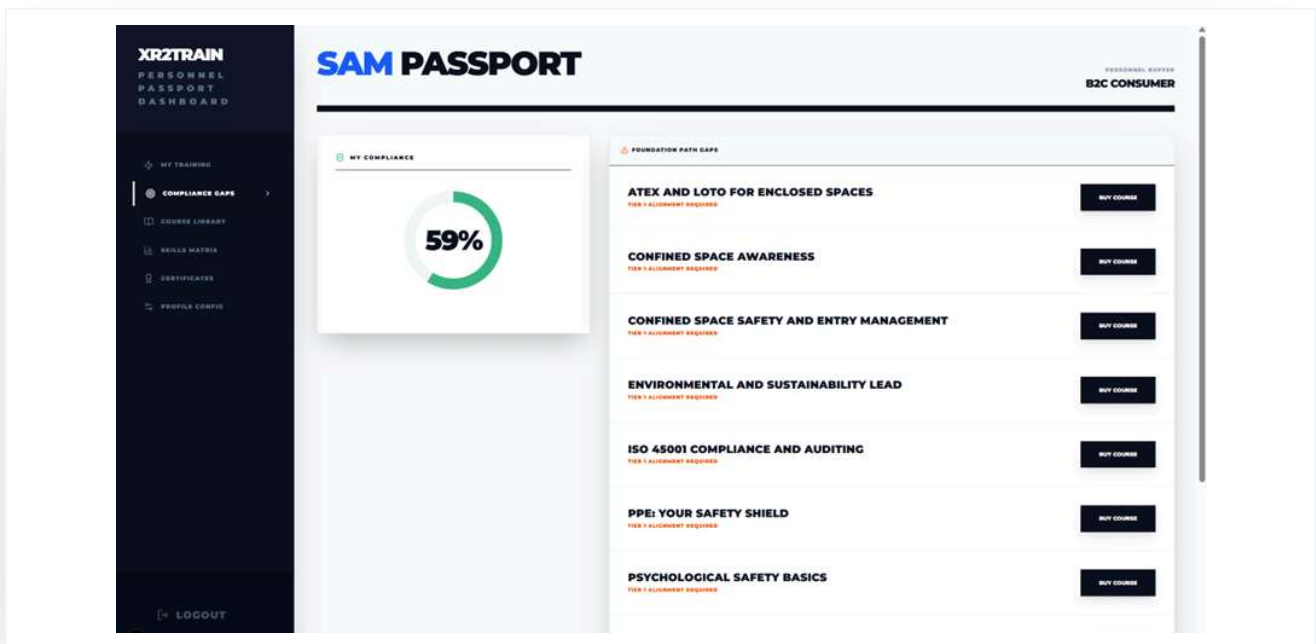 XR2TRAIN
PERSONNEL
PASSPORT
DASHBOARD
MY TRAINING
COMPLIANCE GAPS
COURSE LIBRARY
SKILLS MATRIX
CERTIFICATES
PROFILE CONFIG
LOGOUT
SAM PASSPORT
PERSONNEL BUFFER
B2C CONSUMER
MY COMPLIANCE
59%
FOUNDATION PATH GAPS
ATEX AND LOTO FOR ENCLOSED SPACES
TIER 1 ALIGNMENT REQUIRED
BUY COURSE
CONFINED SPACE AWARENESS
TIER 1 ALIGNMENT REQUIRED
BUY COURSE
CONFINED SPACE SAFETY AND ENTRY MANAGEMENT
TIER 1 ALIGNMENT REQUIRED
BUY COURSE
ENVIRONMENTAL AND SUSTAINABILITY LEAD
TIER 1 ALIGNMENT REQUIRED
BUY COURSE
ISO 45001 COMPLIANCE AND AUDITING
TIER 1 ALIGNMENT REQUIRED
BUY COURSE
PPE: YOUR SAFETY SHIELD
TIER 1 ALIGNMENT REQUIRED
BUY COURSE
PSYCHOLOGICAL SAFETY BASICS
TIER 1 ALIGNMENT REQUIRED
BUY COURSE